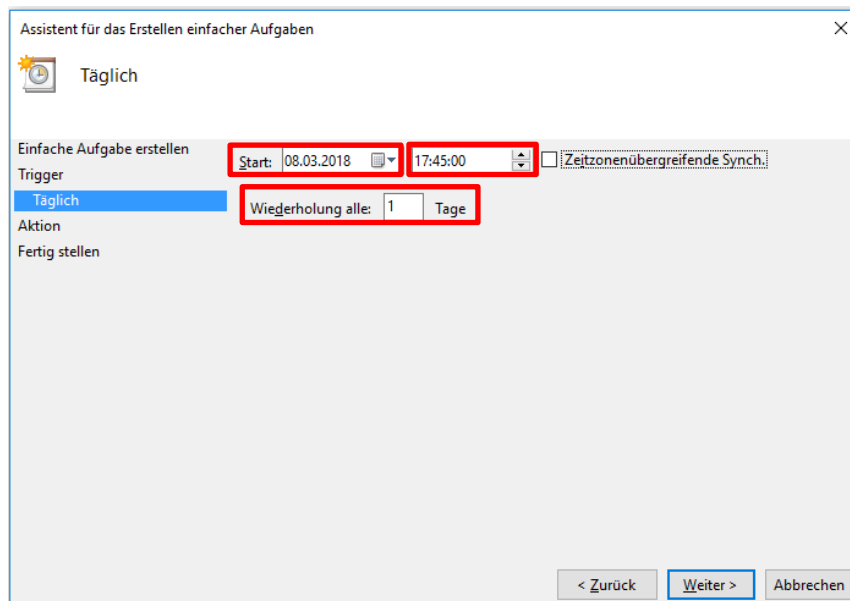 Assistent für das Erstellen einfacher Aufgaben
Täglich
Einfache Aufgabe erstellen
Start: 08.03.2018 17:45:00 Zeitzonenübergreifende Synch.
Trigger
Täglich
Wiederholung alle: 1 Tage
Aktion
Fertig stellen
< Zurück Weiter > Abbrechen